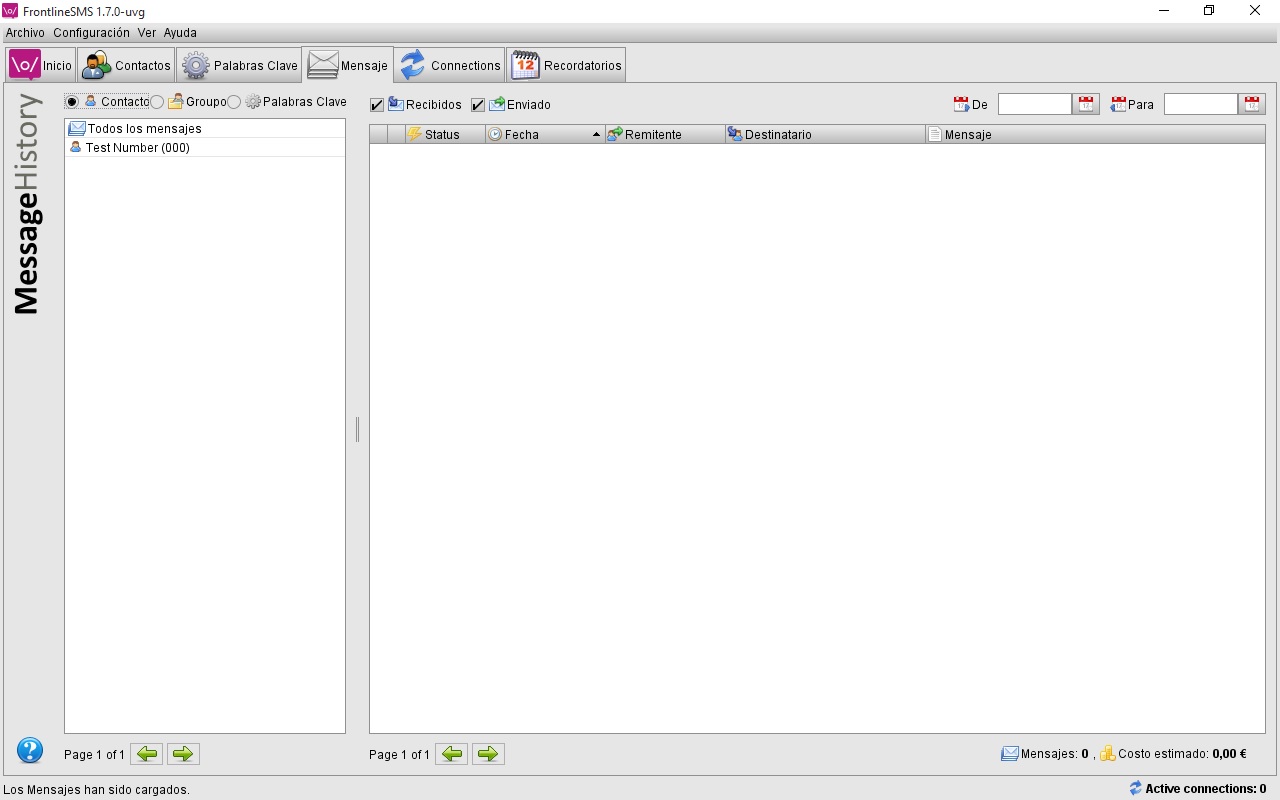 FrontlineSMS 1.7.0-uvg
Archivo Configuración Ver Ayuda
\o/ Inicio Contactos Palabras Clave Mensaje Connections 12 Recordatorios
MessageHistory
Contacto Groupo Palabras Clave
Recibidos Enviado De Para
Todos los mensajes
Test Number (000)
Status Fecha Remitente Destinatario Mensaje
Page 1 of 1
Page 1 of 1
Mensajes: 0 , Costo estimado: 0,00 €
Los Mensajes han sido cargados.
Active connections: 0